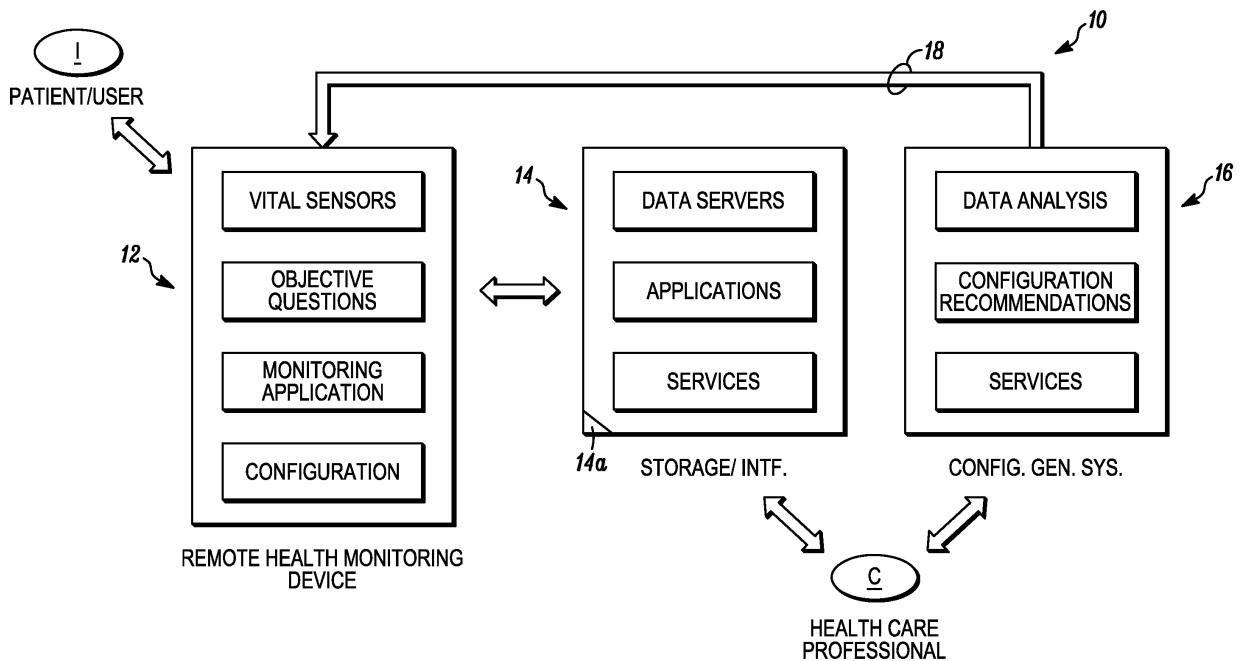 10
I
PATIENT/USER
18
12
VITAL SENSORS
OBJECTIVE
QUESTIONS
MONITORING
APPLICATION
CONFIGURATION
REMOTE HEALTH MONITORING
DEVICE
14
DATA SERVERS
APPLICATIONS
SERVICES
14a
STORAGE/ INTF.
16
DATA ANALYSIS
CONFIGURATION
RECOMMENDATIONS
SERVICES
CONFIG. GEN. SYS.
C
HEALTH CARE
PROFESSIONAL